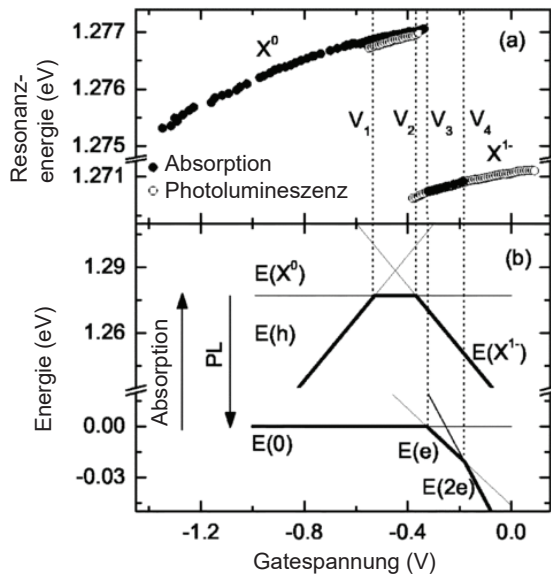 1.277
X⁰
(a)
1.276
V₁
V₂
V₃
V₄
1.275
X¹⁻
Absorption
1.271
Photolumineszenz
Resonanz-
energie (eV)
(b)
1.29
E(X⁰)
E(h)
1.26
E(X¹⁻)
Absorption
PL
0.00
E(0)
E(e)
-0.03
E(2e)
Energie (eV)
-1.2
-0.8
-0.4
0.0
Gatespannung (V)